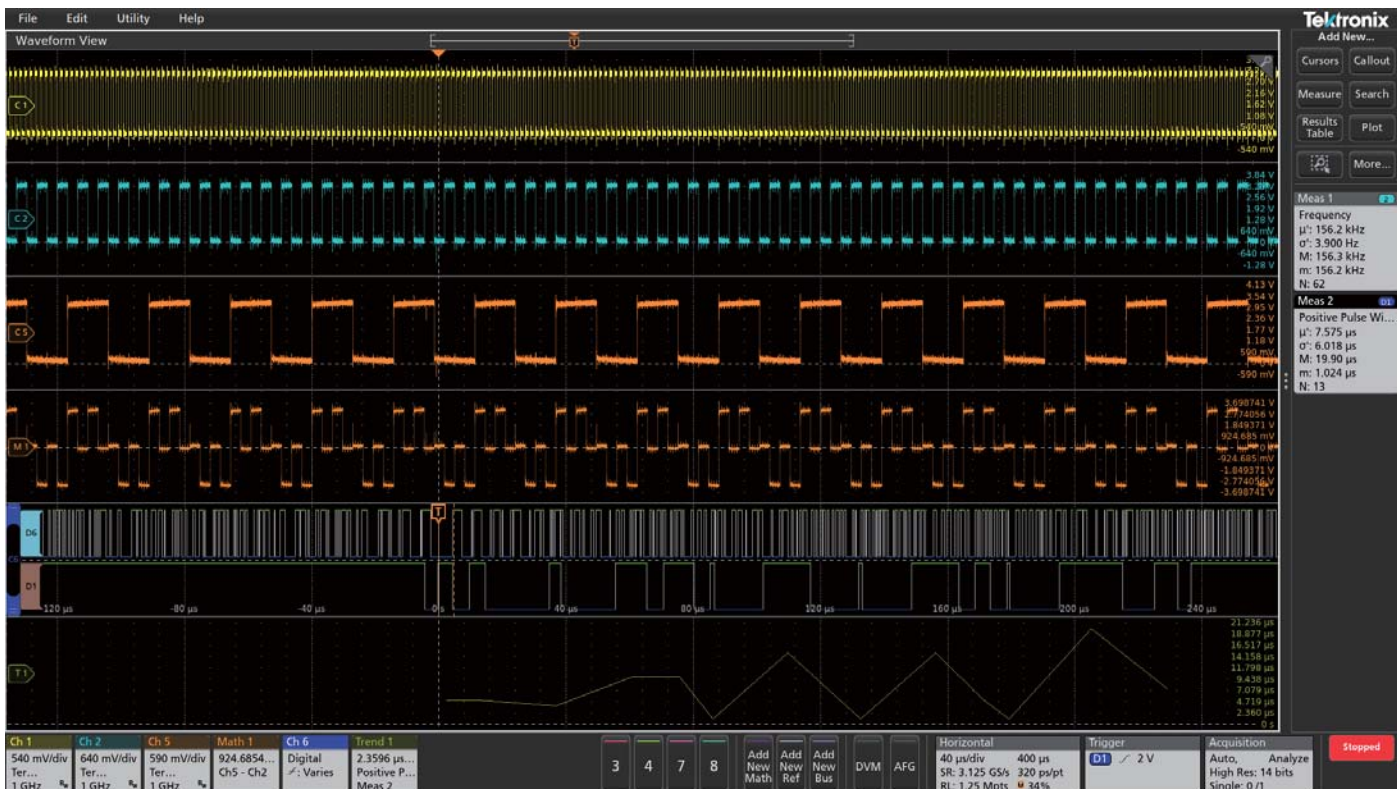 File Edit Utility Help
Tektronix
Waveform View
Add New...
T
Cursors Callout
Measure Search
Results Table Plot
More...
C1
2.70 V
2.16 V
1.62 V
1.08 V
-540 mV
C2
3.84 V
2.56 V
1.92 V
1.28 V
640 mV
-640 mV
-1.28 V
C5
4.13 V
3.54 V
2.95 V
2.36 V
1.77 V
1.18 V
590 mV
-590 mV
M1
3.698741 V
2.774056 V
1.849371 V
924.685 mV
0 V
-924.685 mV
-1.849371 V
-2.774056 V
-3.698741 V
T
D6
D1
-120 µs -80 µs -40 µs 0 s 40 µs 80 µs 120 µs 160 µs 200 µs 240 µs
T1
21.236 µs
18.877 µs
16.517 µs
14.158 µs
11.798 µs
9.438 µs
7.079 µs
4.719 µs
2.360 µs
0 s
Meas 1 2
Frequency
µ': 156.2 kHz
σ': 3.900 Hz
M: 156.3 kHz
m: 156.2 kHz
N: 62
Meas 2 D1
Positive Pulse Wi...
µ': 7.575 µs
σ': 6.018 µs
M: 19.90 µs
m: 1.024 µs
N: 13
Ch 1
540 mV/div
Ter...
1 GHz
Ch 2
640 mV/div
Ter...
1 GHz
Ch 5
590 mV/div
Ter...
1 GHz
Math 1
924.6854...
Ch5 - Ch2
Ch 6
Digital
: Varies
Trend 1
2.3596 µs...
Positive P...
Meas 2
3 4 7 8
Add New Math
Add New Ref
Add New Bus
DVM AFG
Horizontal
40 µs/div 400 µs
SR: 3.125 GS/s 320 ps/pt
RL: 1.25 Mpts 34%
Trigger
D1 2 V
Acquisition
Auto, Analyze
High Res: 14 bits
Single: 0 /1
Stopped